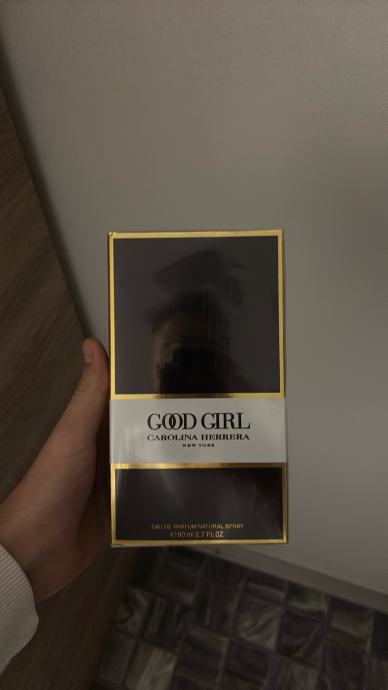 GOOD GIRL
CAROLINA HERRERA
NEW YORK
EAU DE PARFUM NATURAL SPRAY
℮ 80 ml 2.7 FL.OZ